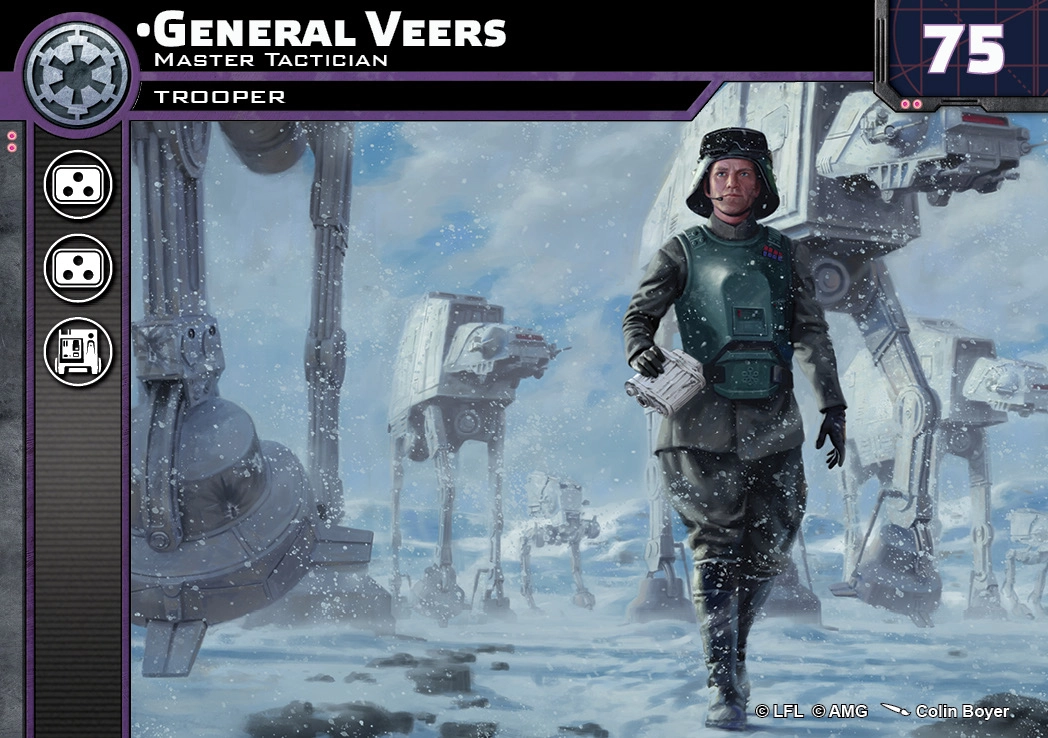 •General Veers
75
Master Tactician
Trooper
© LFL © AMG Colin Boyer